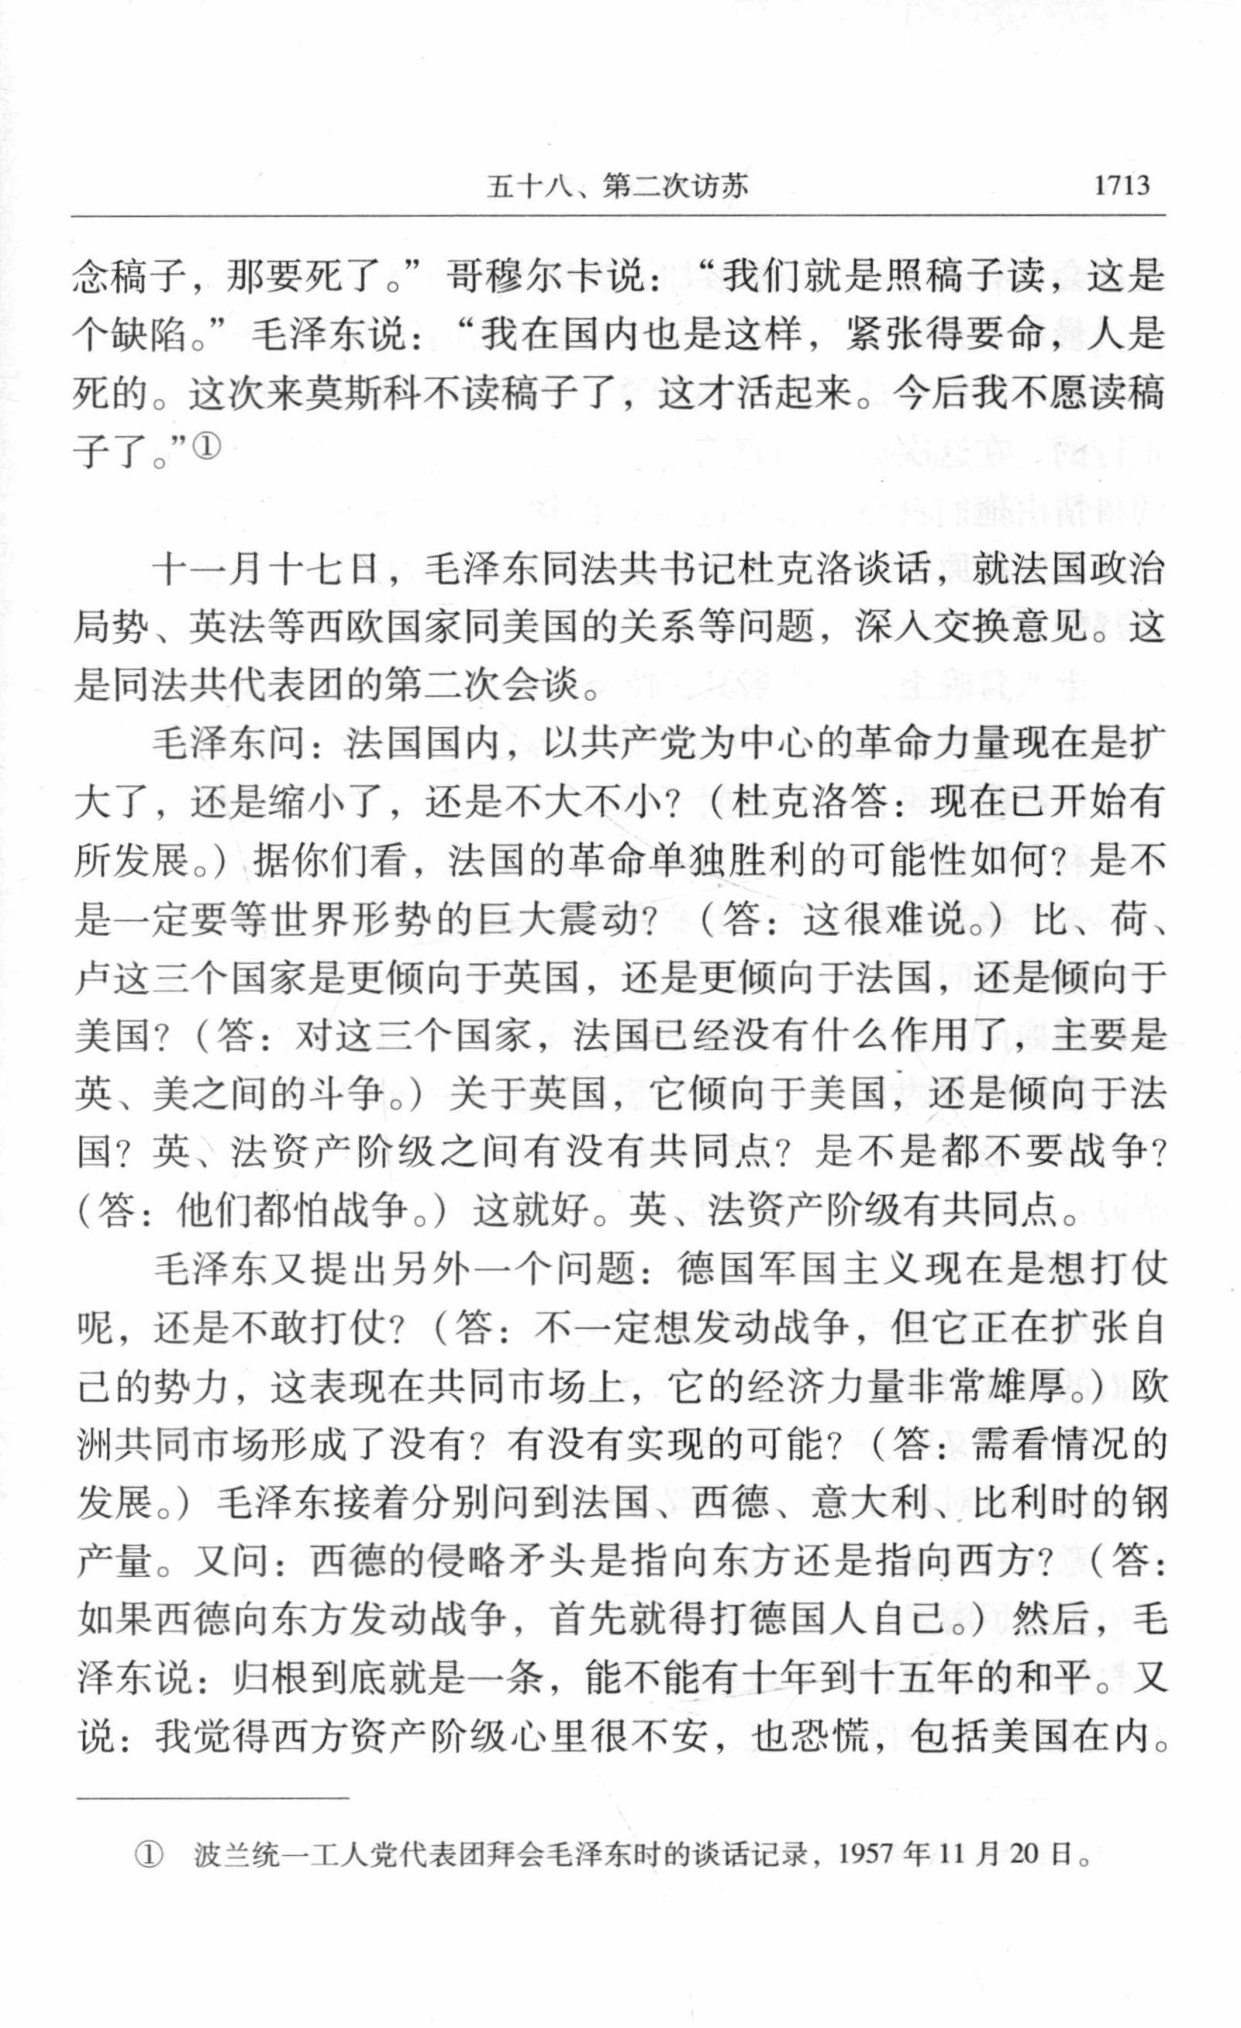 五十八、第二次访苏 1713
念稿子，那要死了。”哥穆尔卡说：“我们就是照稿子读，这是
个缺陷。”毛泽东说：“我在国内也是这样，紧张得要命，人是
死的。这次来莫斯科不读稿子了，这才活起来。今后我不愿读稿
子了。”①
十一月十七日，毛泽东同法共书记杜克洛谈话，就法国政治
局势、英法等西欧国家同美国的关系等问题，深入交换意见。这
是同法共代表团的第二次会谈。
毛泽东问：法国国内，以共产党为中心的革命力量现在是扩
大了，还是缩小了，还是不大不小？（杜克洛答：现在已开始有
所发展。）据你们看，法国的革命单独胜利的可能性如何？是不
是一定要等世界形势的巨大震动？（答：这很难说。）比、荷、
卢这三个国家是更倾向于英国，还是更倾向于法国，还是倾向于
美国？（答：对这三个国家，法国已经没有什么作用了，主要是
英、美之间的斗争。）关于英国，它倾向于美国，还是倾向于法
国？英、法资产阶级之间有没有共同点？是不是都不要战争？
（答：他们都怕战争。）这就好。英、法资产阶级有共同点。
毛泽东又提出另外一个问题：德国军国主义现在是想打仗
呢，还是不敢打仗？（答：不一定想发动战争，但它正在扩张自
己的势力，这表现在共同市场上，它的经济力量非常雄厚。）欧
洲共同市场形成了没有？有没有实现的可能？（答：需看情况的
发展。）毛泽东接着分别问到法国、西德、意大利、比利时的钢
产量。又问：西德的侵略矛头是指向东方还是指向西方？（答：
如果西德向东方发动战争，首先就得打德国人自己。）然后，毛
泽东说：归根到底就是一条，能不能有十年到十五年的和平。又
说：我觉得西方资产阶级心里很不安，也恐慌，包括美国在内。
① 波兰统一工人党代表团拜会毛泽东时的谈话记录，1957年11月20日。